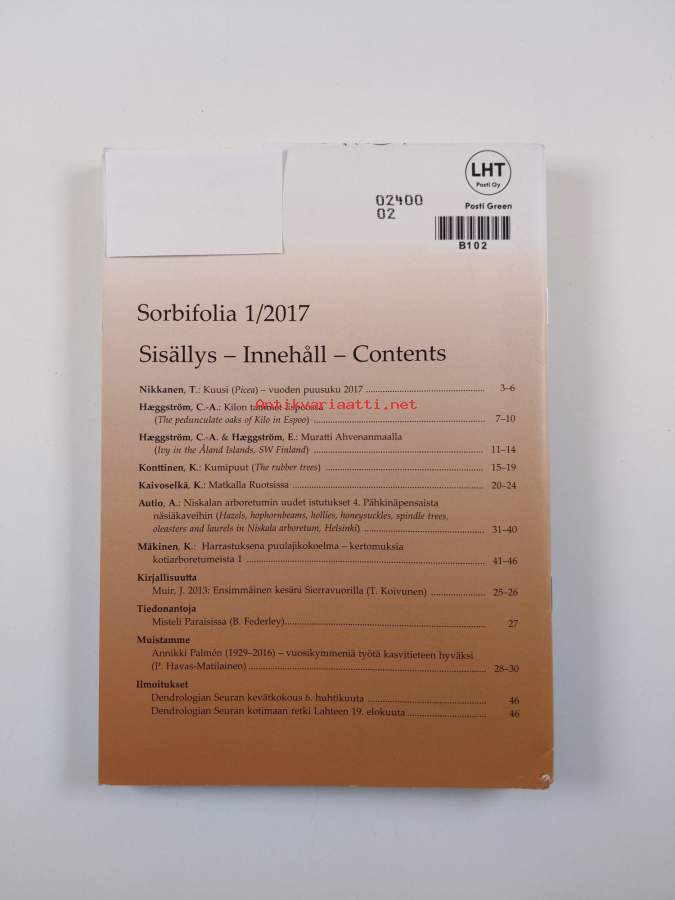 LHT
Posti Oy
02400
02
Posti Green
B102
Sorbifolia 1/2017
Sisällys – Innehåll – Contents
Nikkanen, T.: Kuusi (Picea) – vuoden puusuku 2017 3–6
Hæggström, C.-A.: Kilon tammet Espoossa
(The pedunculate oaks of Kilo in Espoo) 7–10
Antikvariaatti.net
Hæggström, C.-A. & Hæggström, E.: Muratti Ahvenanmaalla
(Ivy in the Åland Islands, SW Finland) 11–14
Konttinen, K.: Kumipuut (The rubber trees) 15–19
Kaivoselkä, K.: Matkalla Ruotsissa 20–24
Autio, A.: Niskalan arboretumin uudet istutukset 4. Pähkinäpensaista
näsiäkaveihin (Hazels, hophornbeams, hollies, honeysuckles, spindle trees,
oleasters and laurels in Niskala arboretum, Helsinki) 31–40
Mäkinen, K.: Harrastuksena puulajikokoelma – kertomuksia
kotiarboretumeista 1 41–46
Kirjallisuutta
Muir, J. 2013: Ensimmäinen kesäni Sierravuorilla (T. Koivunen) 25–26
Tiedonantoja
Misteli Paraisissa (B. Federley) 27
Muistamme
Annikki Palmén (1929–2016) – vuosikymmeniä työtä kasvitieteen hyväksi
(P. Havas-Matilainen) 28–30
Ilmoitukset
Dendrologian Seuran kevätkokous 6. huhtikuuta 46
Dendrologian Seuran kotimaan retki Lahteen 19. elokuuta 46